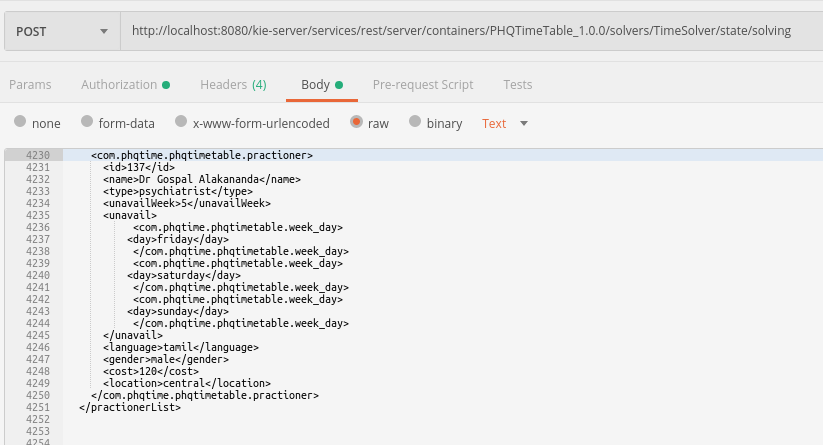 POST http://localhost:8080/kie-server/services/rest/server/containers/PHQTimeTable_1.0.0/solvers/TimeSolver/state/solving
Params Authorization Headers (4) Body Pre-request Script Tests
none form-data x-www-form-urlencoded raw binary Text
4230 <com.phqtime.phqtimetable.practioner>
4231 <id>137</id>
4232 <name>Dr Gospal Alakananda</name>
4233 <type>psychiatrist</type>
4234 <unavailWeek>5</unavailWeek>
4235 <unavail>
4236 <com.phqtime.phqtimetable.week_day>
4237 <day>friday</day>
4238 </com.phqtime.phqtimetable.week_day>
4239 <com.phqtime.phqtimetable.week_day>
4240 <day>saturday</day>
4241 </com.phqtime.phqtimetable.week_day>
4242 <com.phqtime.phqtimetable.week_day>
4243 <day>sunday</day>
4244 </com.phqtime.phqtimetable.week_day>
4245 </unavail>
4246 <language>tamil</language>
4247 <gender>male</gender>
4248 <cost>120</cost>
4249 <location>central</location>
4250 </com.phqtime.phqtimetable.practioner>
4251 </practionerList>
4252
4253
4254